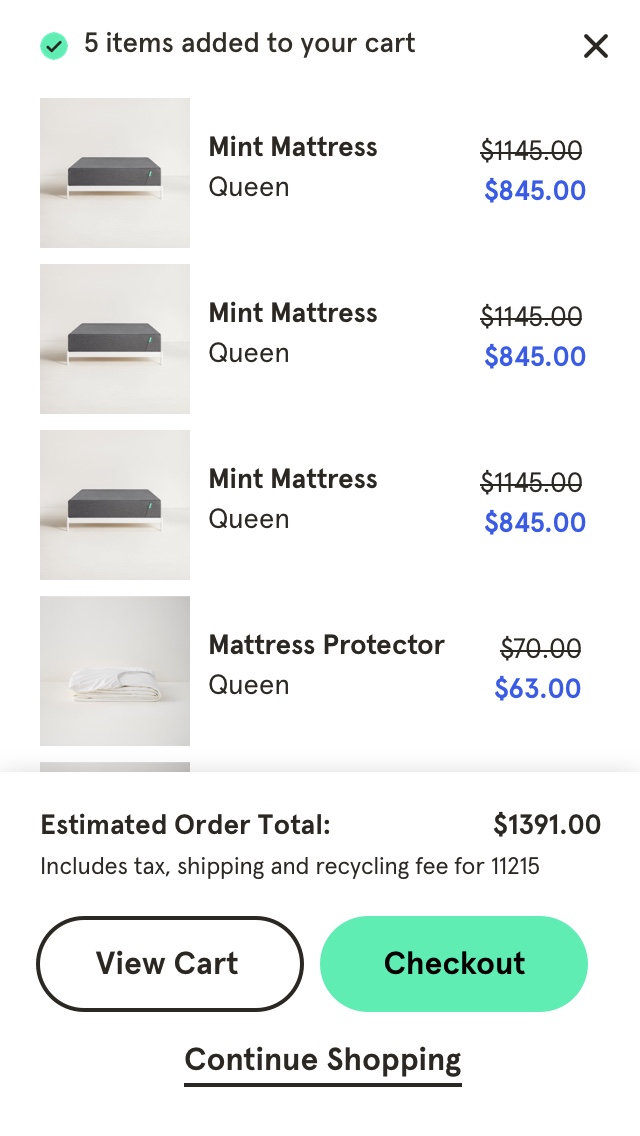 5 items added to your cart
Mint Mattress
$1145.00
Queen
$845.00
Mint Mattress
$1145.00
Queen
$845.00
Mint Mattress
$1145.00
Queen
$845.00
Mattress Protector
$70.00
Queen
$63.00
Estimated Order Total: $1391.00
Includes tax, shipping and recycling fee for 11215
View Cart
Checkout
Continue Shopping